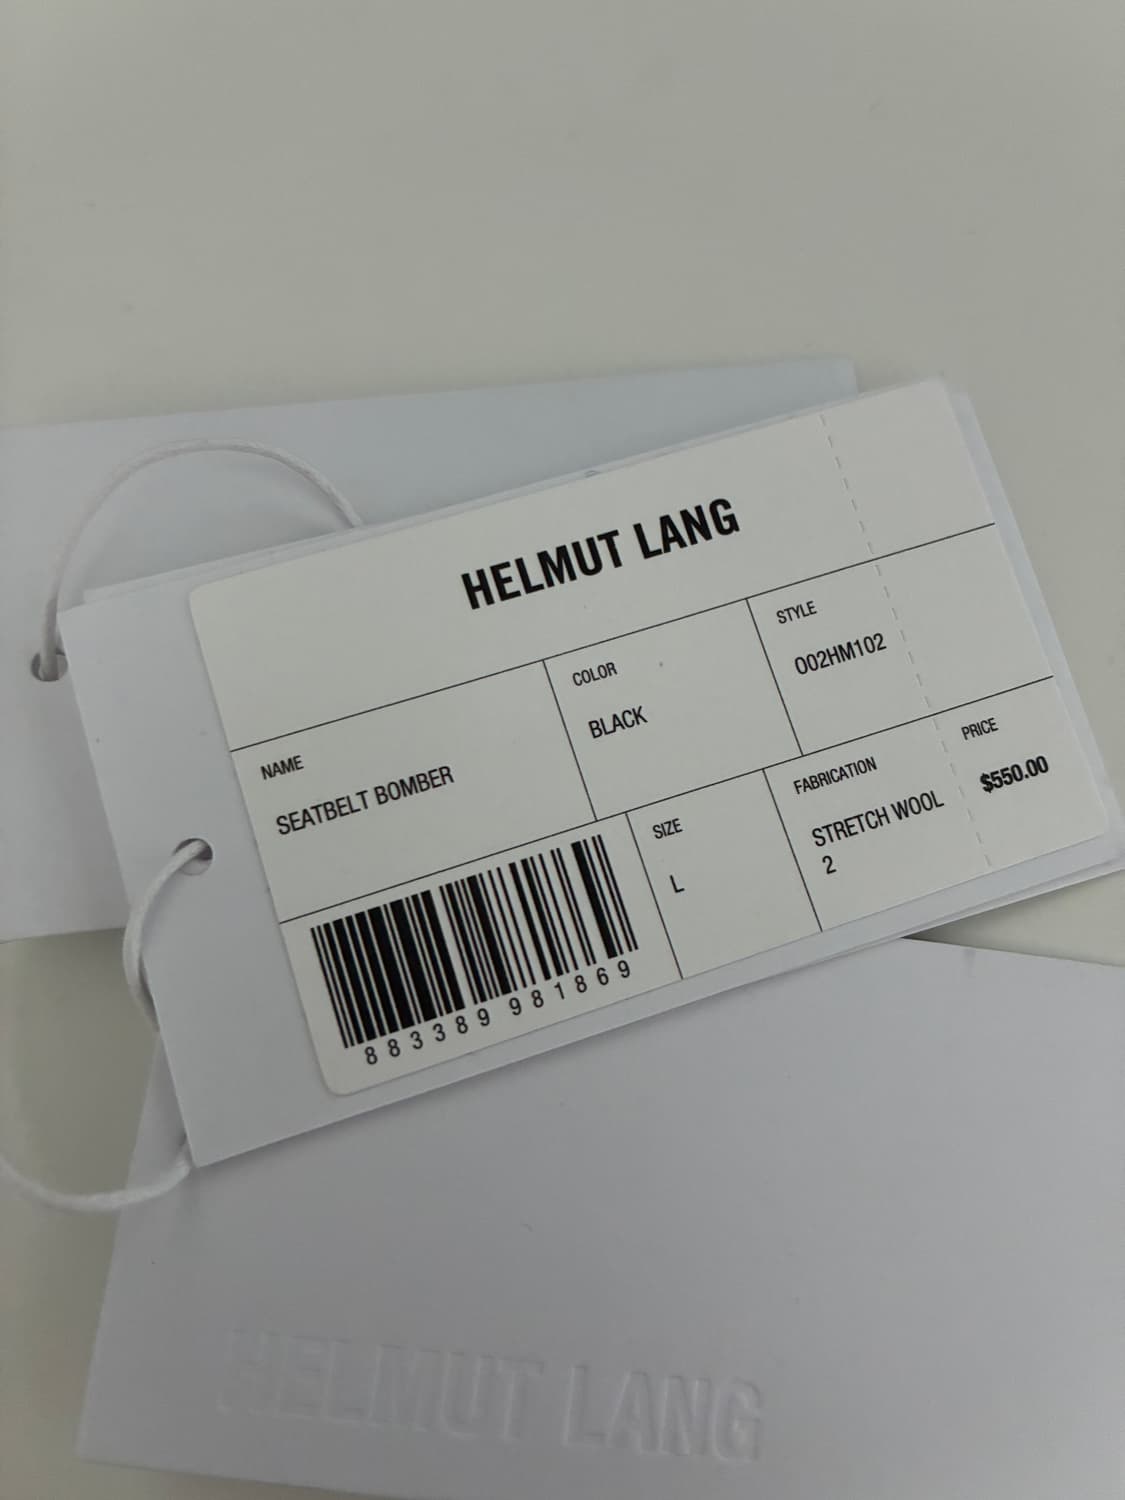 HELMUT LANG
NAME
SEATBELT BOMBER
COLOR
BLACK
STYLE
O02HM102
883389 981869
SIZE
L
FABRICATION
STRETCH WOOL
2
PRICE
$550.00
HELMUT LANG